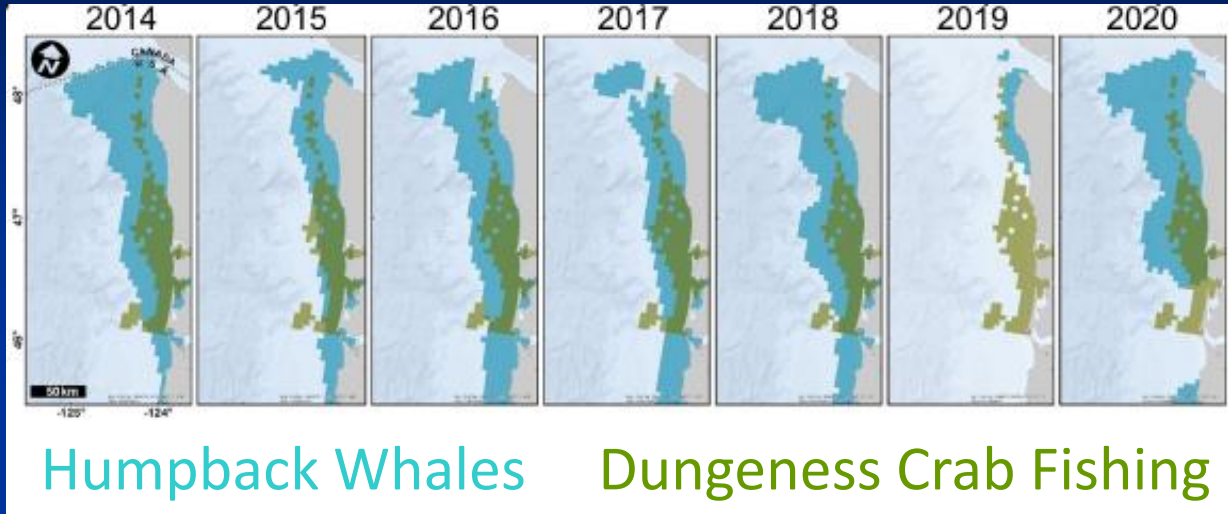 2014 2015 2016 2017 2018 2019 2020
N
CANADA
U.S.A.
48°
47°
46°
50 km
-125° -124°
Humpback Whales Dungeness Crab Fishing